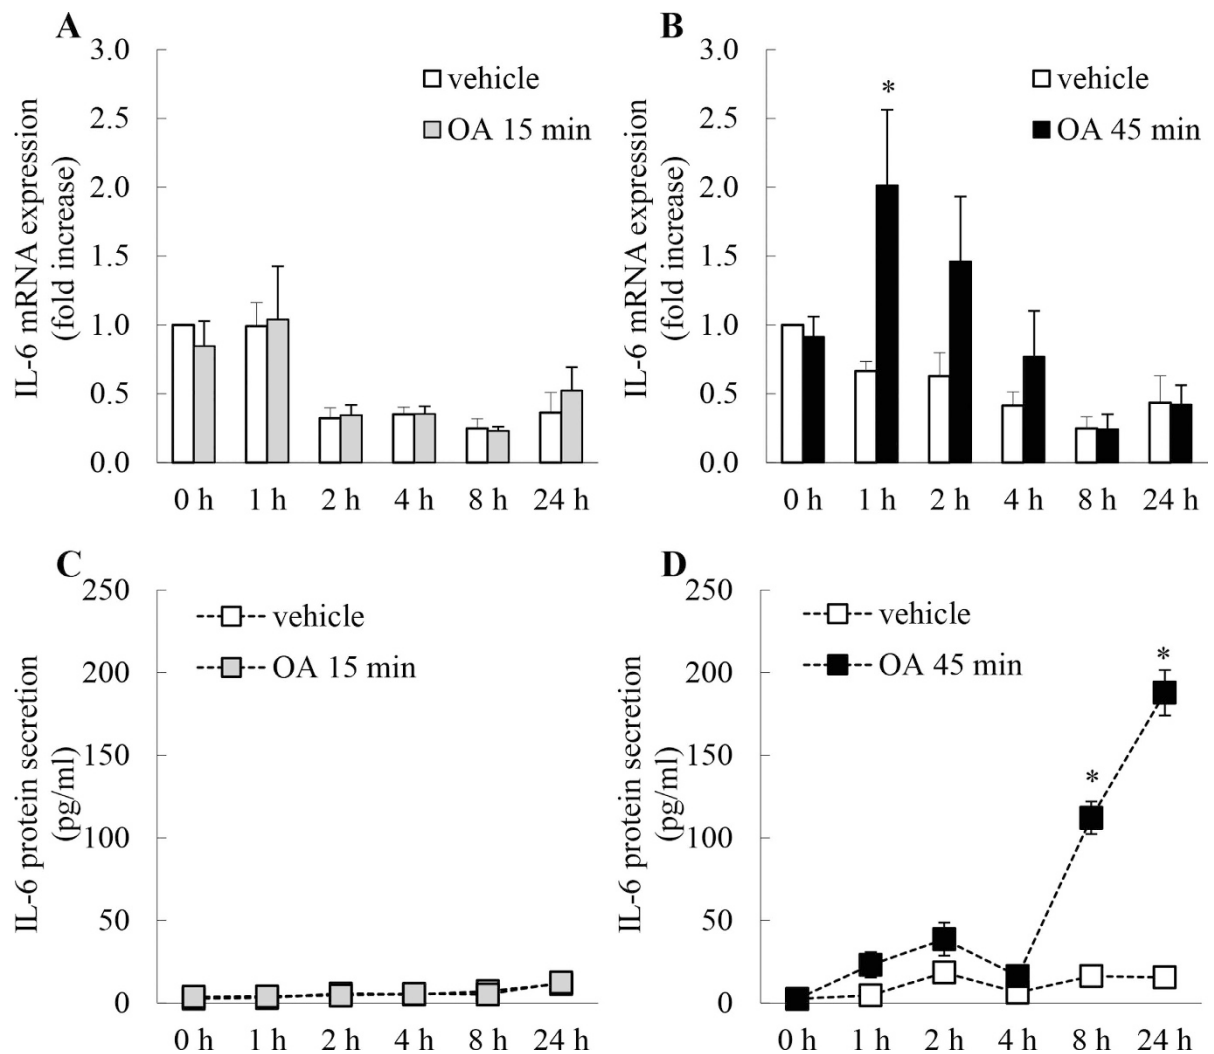 A
IL-6 mRNA expression
(fold increase)
3.0
2.5
2.0
1.5
1.0
0.5
0.0
vehicle
OA 15 min
0 h 1 h 2 h 4 h 8 h 24 h
B
IL-6 mRNA expression
(fold increase)
3.0
2.5
2.0
1.5
1.0
0.5
0.0
vehicle
OA 45 min
*
0 h 1 h 2 h 4 h 8 h 24 h
C
IL-6 protein secretion
(pg/ml)
250
200
150
100
50
0
vehicle
OA 15 min
0 h 1 h 2 h 4 h 8 h 24 h
D
IL-6 protein secretion
(pg/ml)
250
200
150
100
50
0
vehicle
OA 45 min
*
*
0 h 1 h 2 h 4 h 8 h 24 h